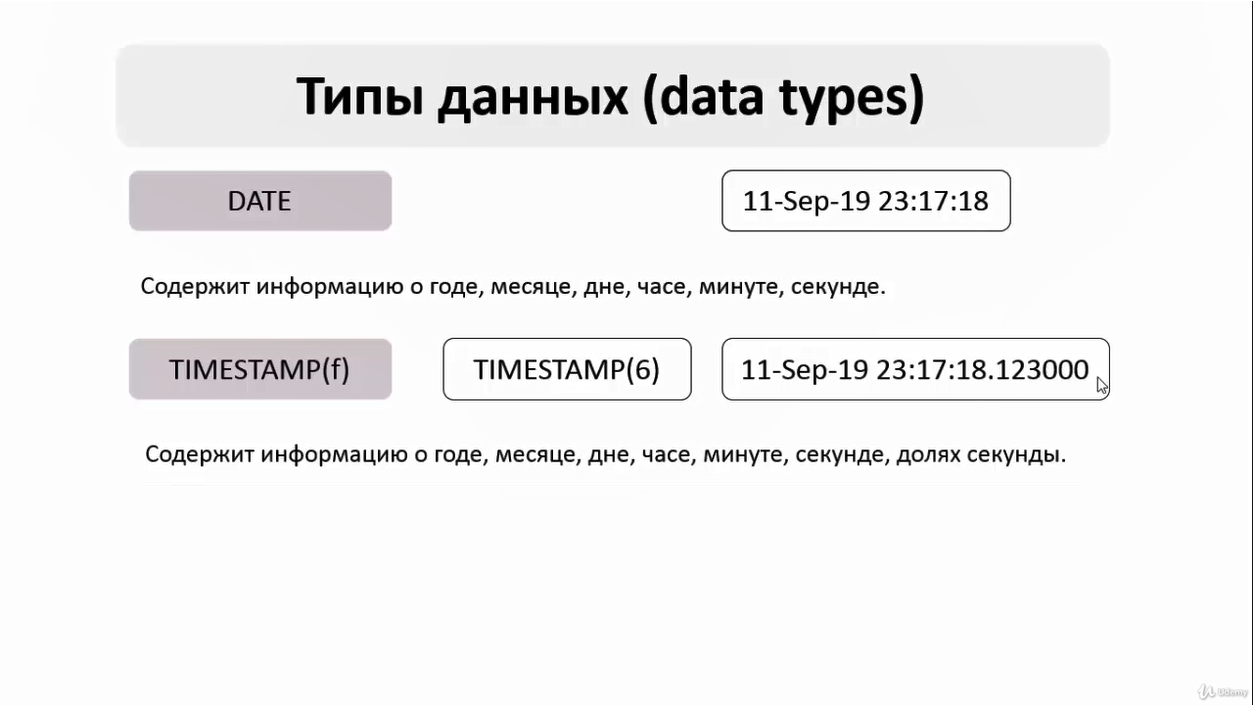 Типы данных (data types)
DATE
11-Sep-19 23:17:18
Содержит информацию о годе, месяце, дне, часе, минуте, секунде.
TIMESTAMP(f)
TIMESTAMP(6)
11-Sep-19 23:17:18.123000
Содержит информацию о годе, месяце, дне, часе, минуте, секунде, долях секунды.
Udemy